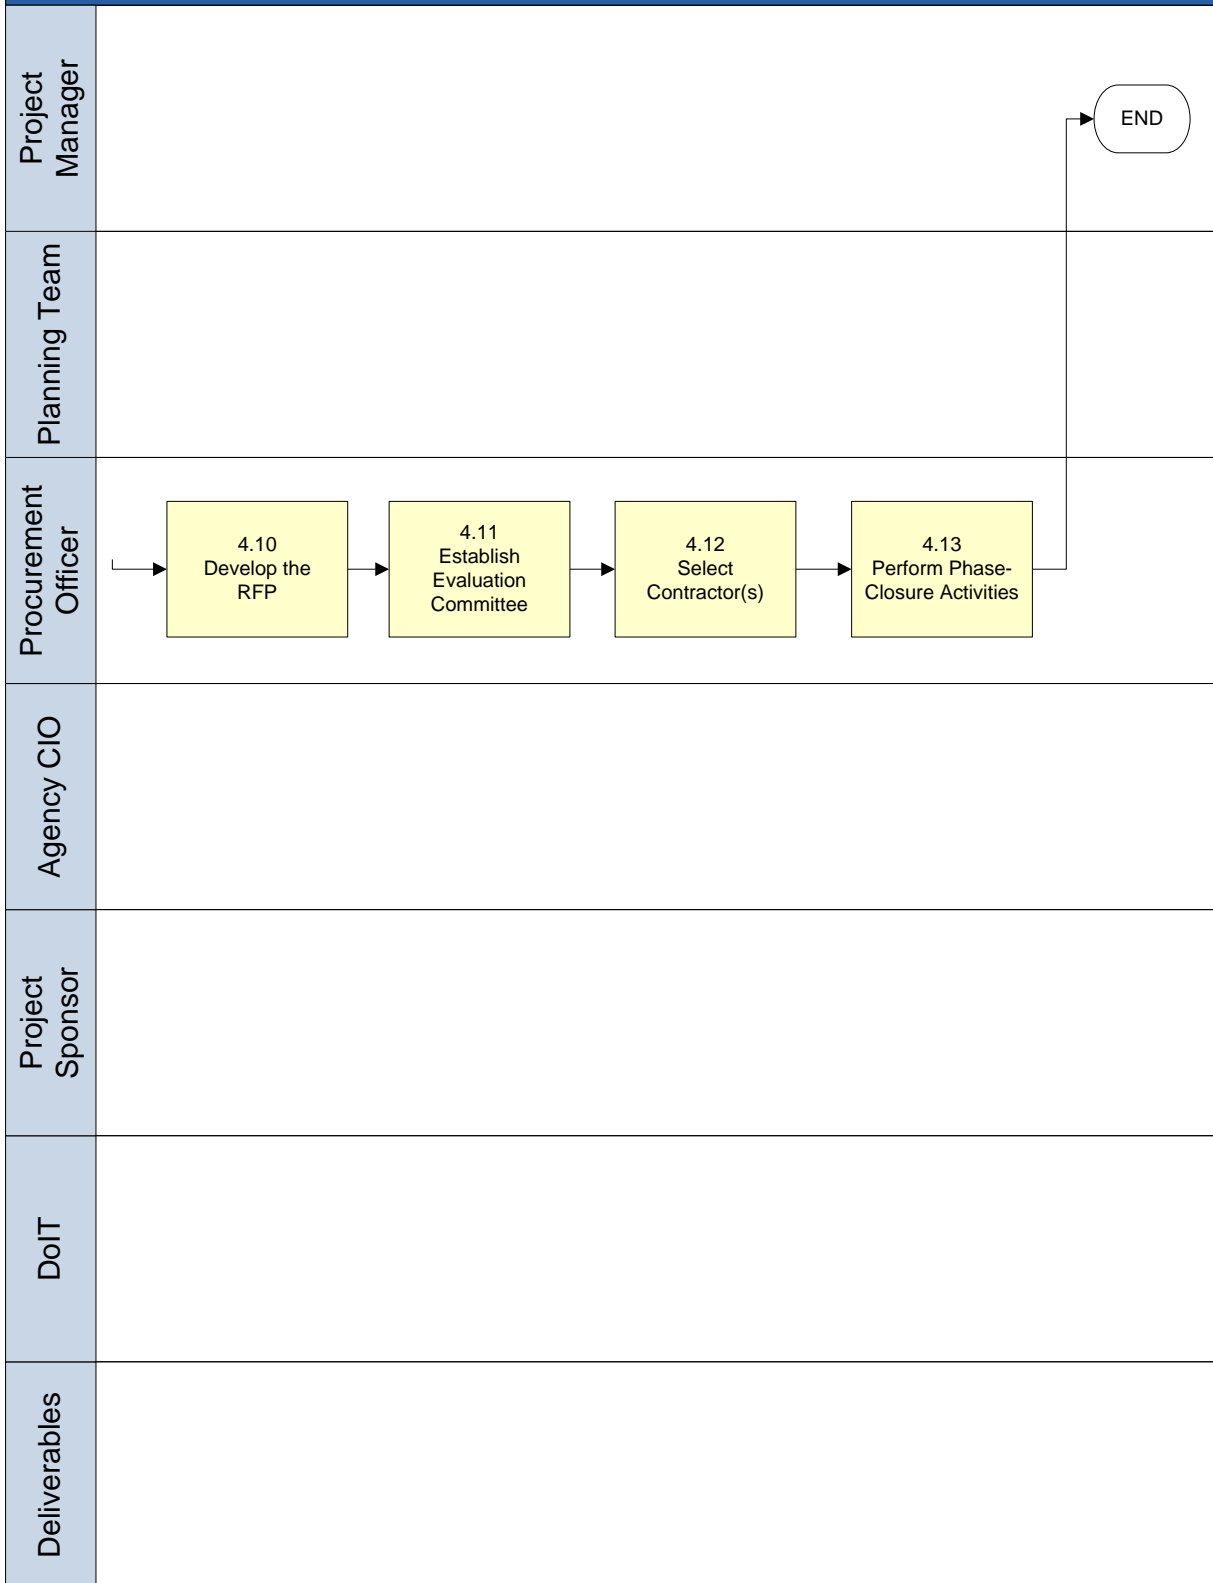 Project
Manager
END
Planning Team
Procurement
Officer
4.10
Develop the
RFP
4.11
Establish
Evaluation
Committee
4.12
Select
Contractor(s)
4.13
Perform Phase-
Closure Activities
Agency CIO
Project
Sponsor
DoIT
Deliverables